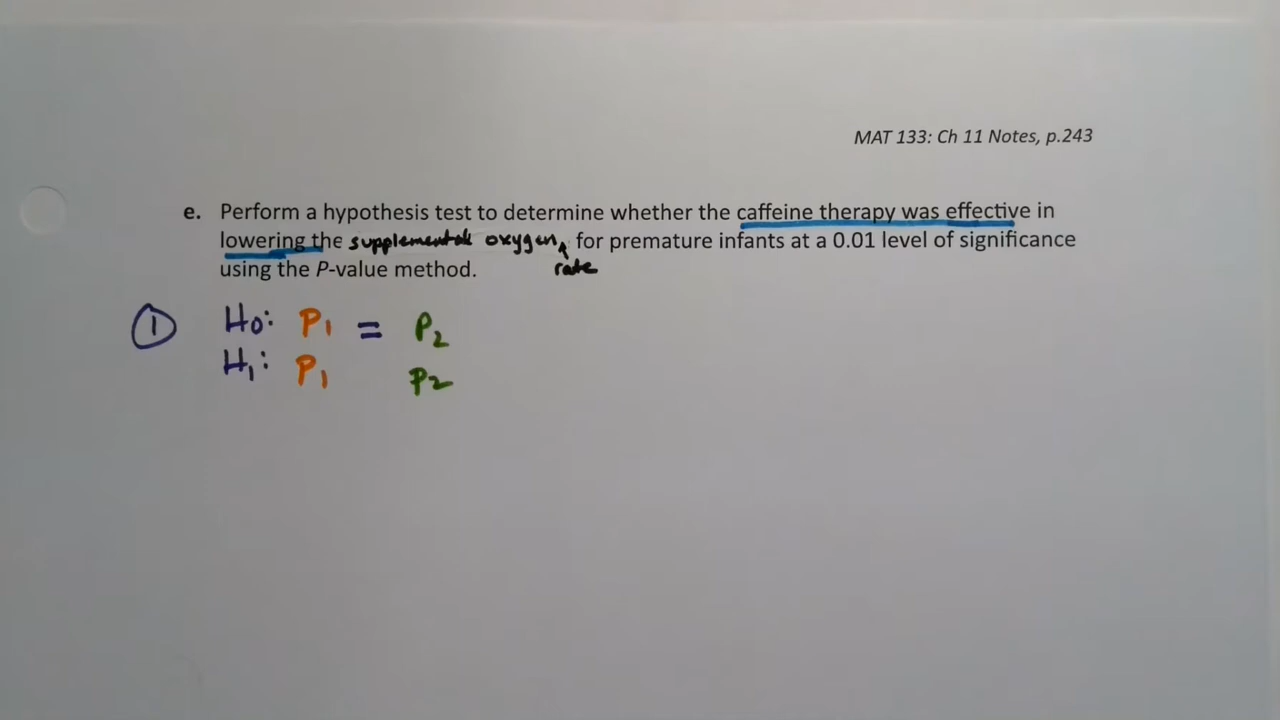 MAT 133: Ch 11 Notes, p.243
e. Perform a hypothesis test to determine whether the caffeine therapy was effective in
lowering the supplemental oxygen rate for premature infants at a 0.01 level of significance
using the P-value method.
① H₀: P₁ = P₂
H₁: P₁ P₂